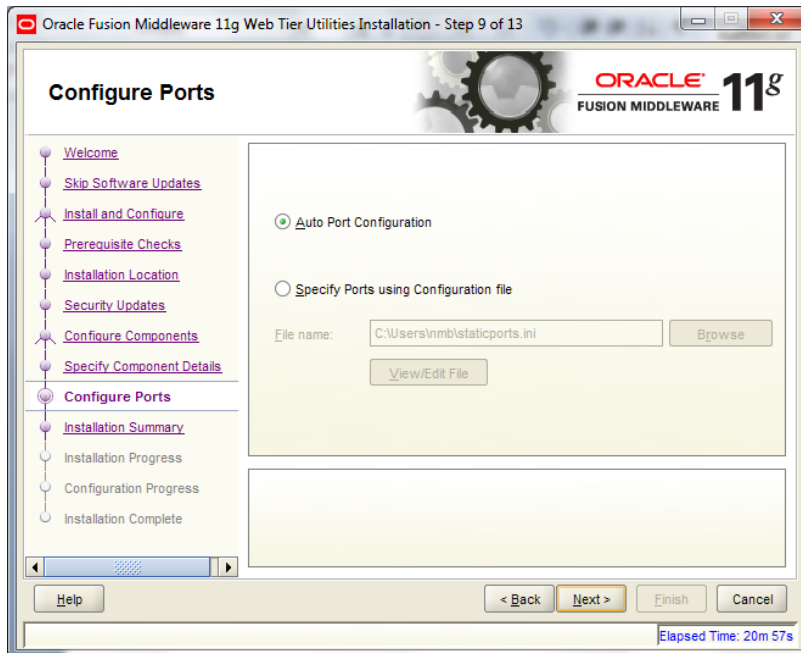 Oracle Fusion Middleware 11g Web Tier Utilities Installation - Step 9 of 13
Configure Ports
ORACLE
FUSION MIDDLEWARE
11g
Welcome
Skip Software Updates
Install and Configure
Prerequisite Checks
Installation Location
Security Updates
Configure Components
Specify Component Details
Configure Ports
Installation Summary
Installation Progress
Configuration Progress
Installation Complete
Auto Port Configuration
Specify Ports using Configuration file
File name: C:\Users\nmb\staticports.ini Browse
View/Edit File
Help < Back Next > Finish Cancel
Elapsed Time: 20m 57s